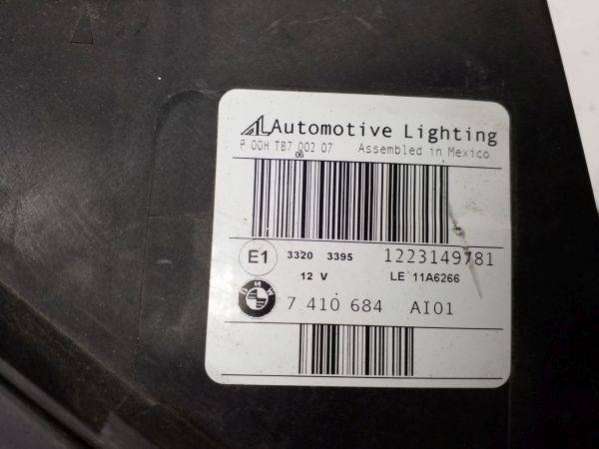 AL Automotive Lighting
P 00H TB7 002 07 Assembled in Mexico
E1 3320 3395 1223149781
12 V LE 11A6266
BMW 7 410 684 AI01